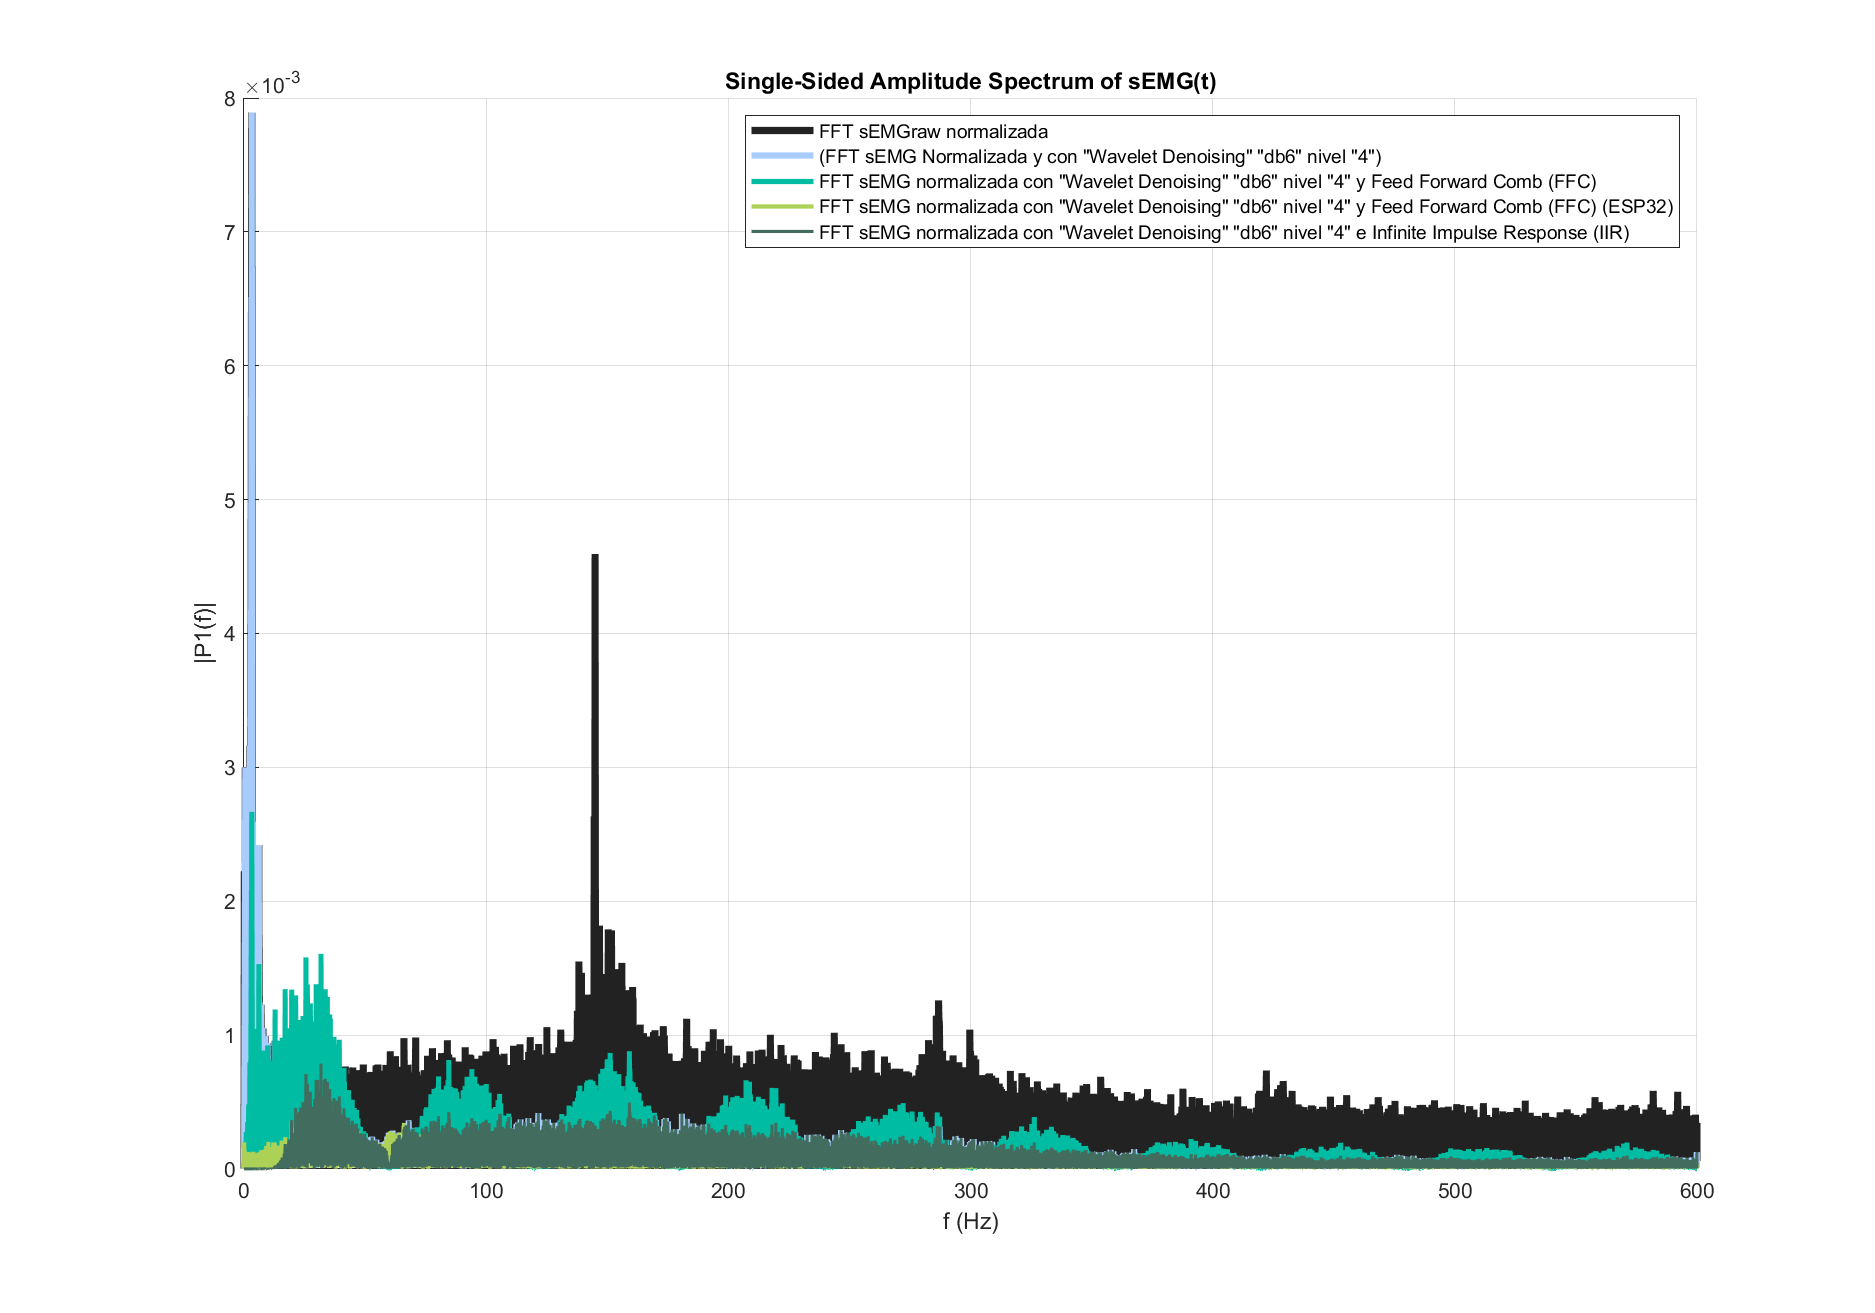 Single-Sided Amplitude Spectrum of sEMG(t)
×10-3
FFT sEMGraw normalizada
(FFT sEMG Normalizada y con "Wavelet Denoising" "db6" nivel "4")
FFT sEMG normalizada con "Wavelet Denoising" "db6" nivel "4" y Feed Forward Comb (FFC)
FFT sEMG normalizada con "Wavelet Denoising" "db6" nivel "4" y Feed Forward Comb (FFC) (ESP32)
FFT sEMG normalizada con "Wavelet Denoising" "db6" nivel "4" e Infinite Impulse Response (IIR)
8
7
6
5
4
3
2
1
0
|P1(f)|
0 100 200 300 400 500 600
f (Hz)